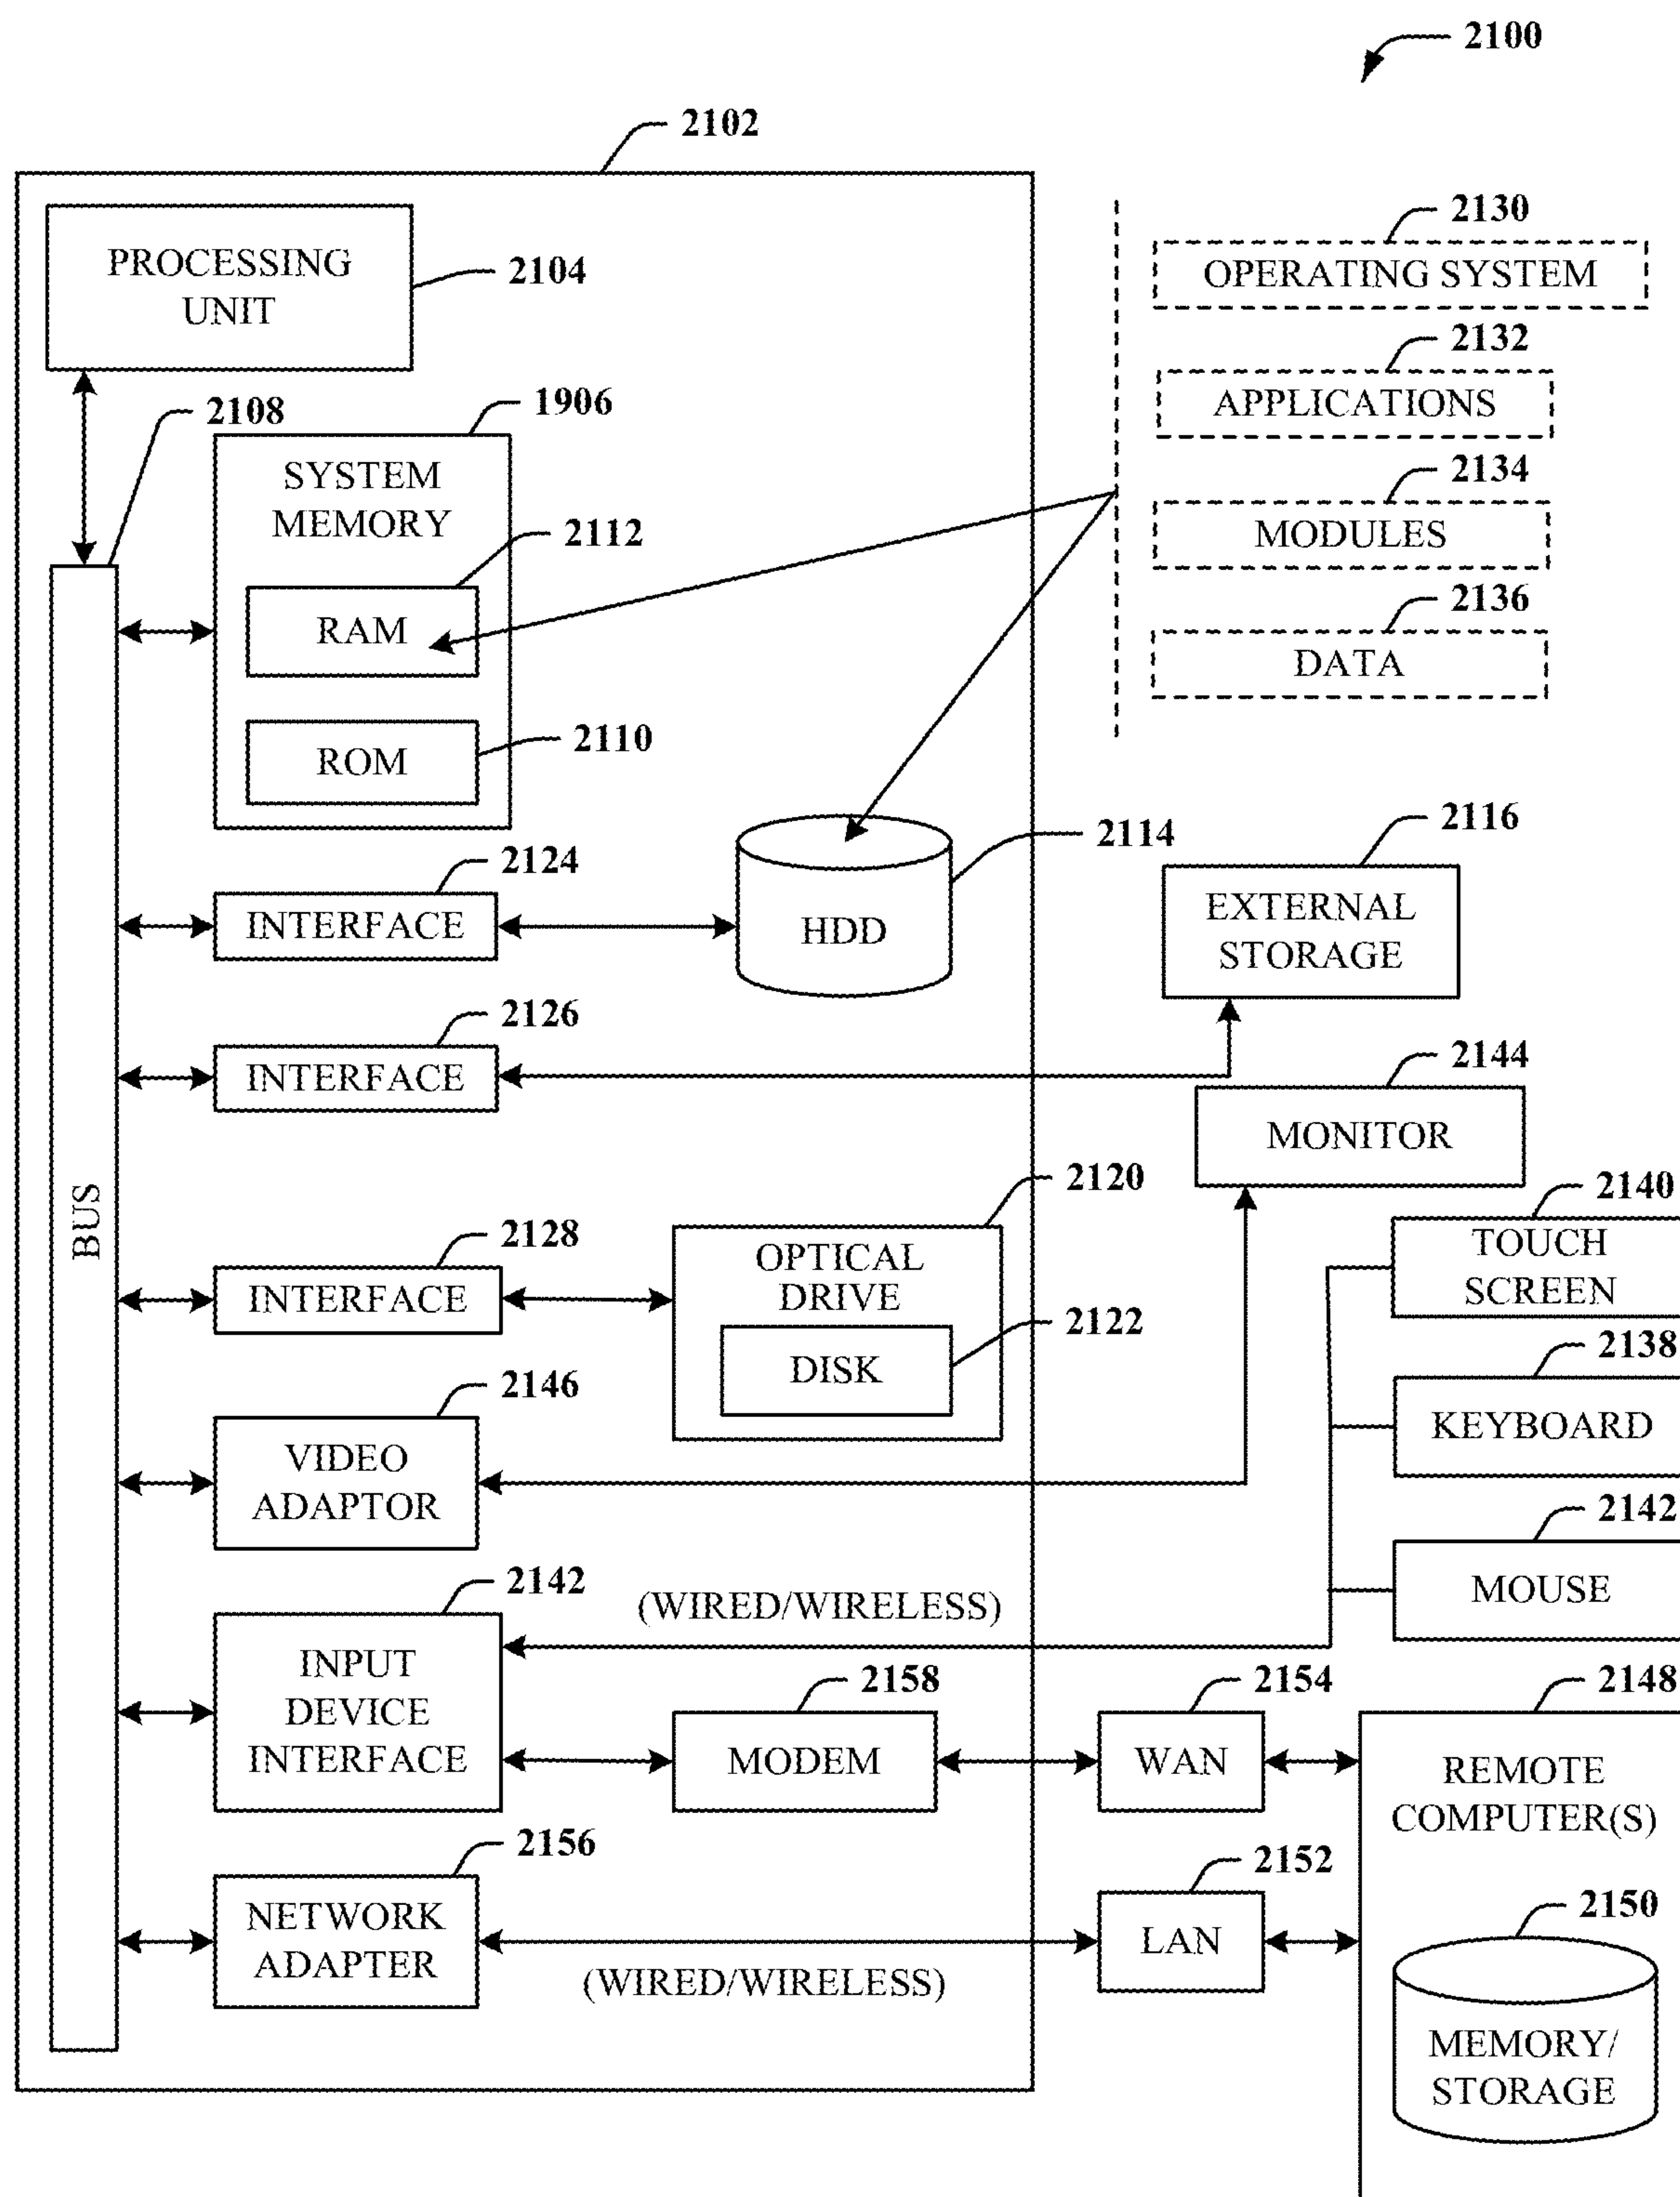 2100
2102
PROCESSING
UNIT
2104
2130
OPERATING SYSTEM
2132
APPLICATIONS
2134
MODULES
2136
DATA
2108
1906
SYSTEM
MEMORY
2112
RAM
2110
ROM
2124
INTERFACE
2114
HDD
2116
EXTERNAL
STORAGE
2126
INTERFACE
2144
MONITOR
BUS
2120
OPTICAL
DRIVE
2128
INTERFACE
2122
DISK
2140
TOUCH
SCREEN
2138
KEYBOARD
2146
VIDEO
ADAPTOR
2142
MOUSE
2142
INPUT
DEVICE
INTERFACE
(WIRED/WIRELESS)
2158
MODEM
2154
WAN
2148
REMOTE
COMPUTER(S)
2156
NETWORK
ADAPTER
(WIRED/WIRELESS)
2152
LAN
2150
MEMORY/
STORAGE